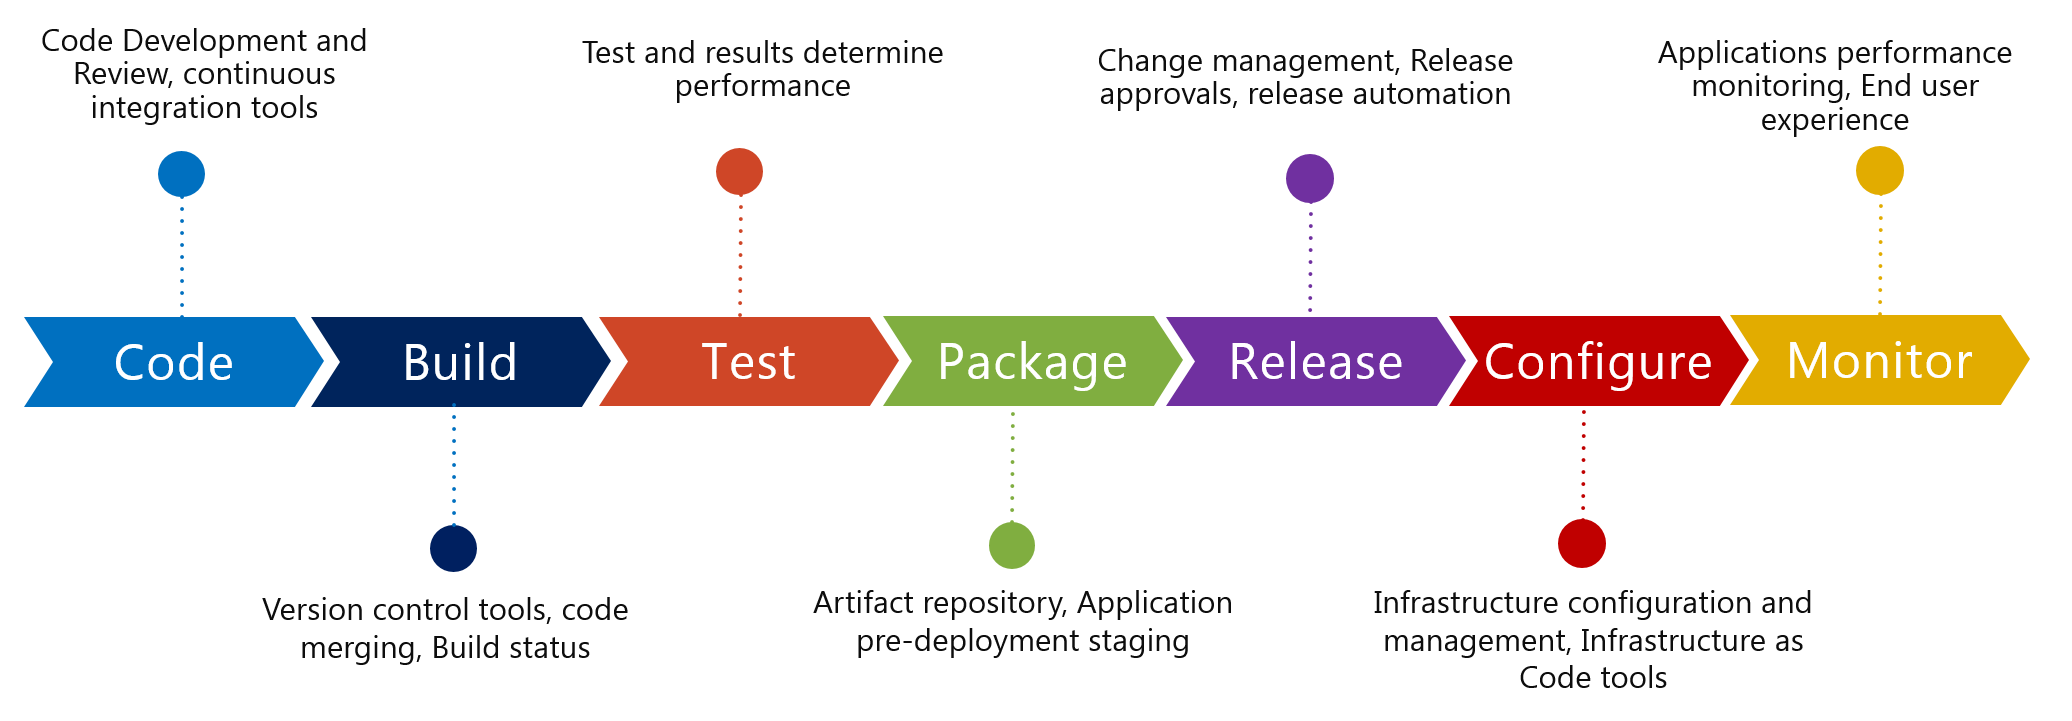 Code Development and
Review, continuous
integration tools
Test and results determine
performance
Change management, Release
approvals, release automation
Applications performance
monitoring, End user
experience
Code
Build
Test
Package
Release
Configure
Monitor
Version control tools, code
merging, Build status
Artifact repository, Application
pre-deployment staging
Infrastructure configuration and
management, Infrastructure as
Code tools